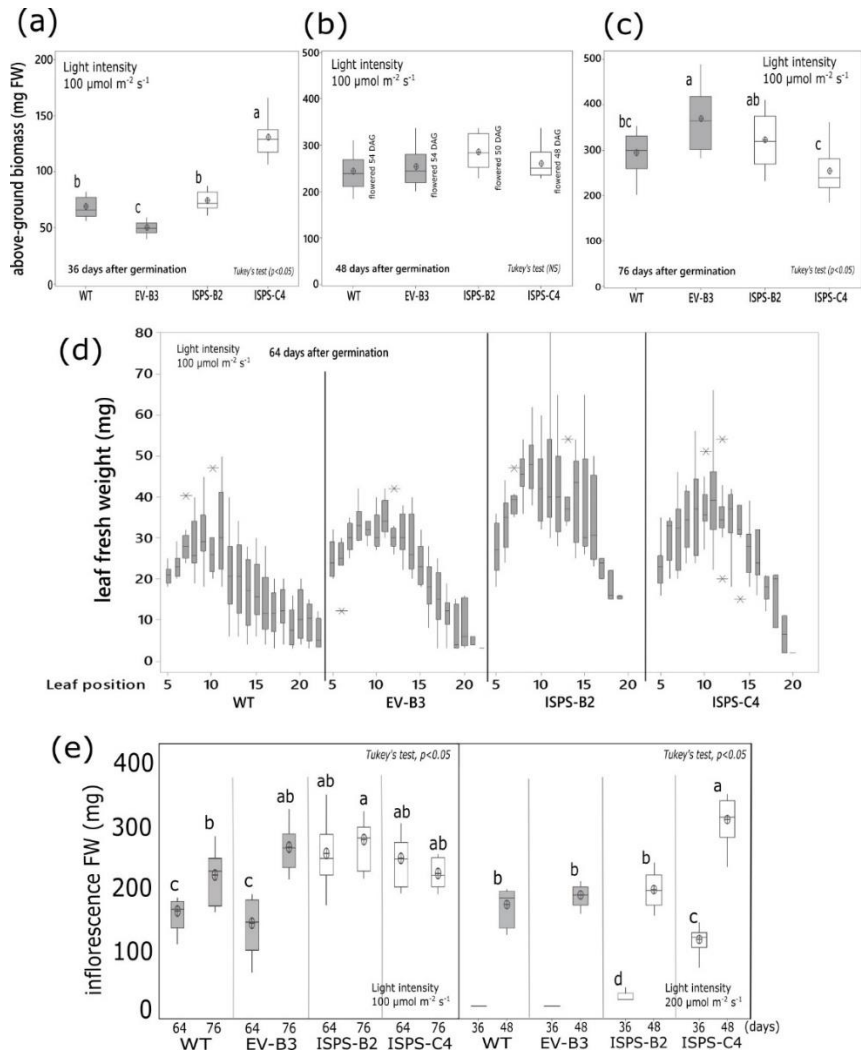 (a)
200
150
100
50
0
above-ground biomass (mg FW)
Light intensity
100 μmol m⁻² s⁻¹
b
c
b
a
36 days after germination
Tukey's test (p<0.05)
WT
EV-B3
ISPS-B2
ISPS-C4
(b)
500
400
300
200
100
0
Light intensity
100 μmol m⁻² s⁻¹
flowered 54 DAG
flowered 54 DAG
flowered 50 DAG
flowered 48 DAG
48 days after germination
Tukey's test (NS)
WT
EV-B3
ISPS-B2
ISPS-C4
(c)
500
400
300
200
100
0
Light intensity
100 μmol m⁻² s⁻¹
bc
a
ab
c
76 days after germination
Tukey's test (p<0.05)
WT
EV-B3
ISPS-B2
ISPS-C4
(d)
80
70
60
50
40
30
20
10
0
leaf fresh weight (mg)
Light intensity
100 μmol m⁻² s⁻¹
64 days after germination
Leaf position
5 10 15 20
5 10 15 20
5 10 15 20
5 10 15 20
WT
EV-B3
ISPS-B2
ISPS-C4
(e)
400
300
200
100
0
inflorescence FW (mg)
Tukey's test, p<0.05
c
b
c
ab
ab
a
ab
ab
Light intensity
100 μmol m⁻² s⁻¹
64 76 64 76 64 76 64 76
WT EV-B3 ISPS-B2 ISPS-C4
Tukey's test, p<0.05
b
b
d
b
c
a
Light intensity
200 μmol m⁻² s⁻¹
36 48 36 48 36 48 36 48 (days)
WT EV-B3 ISPS-B2 ISPS-C4